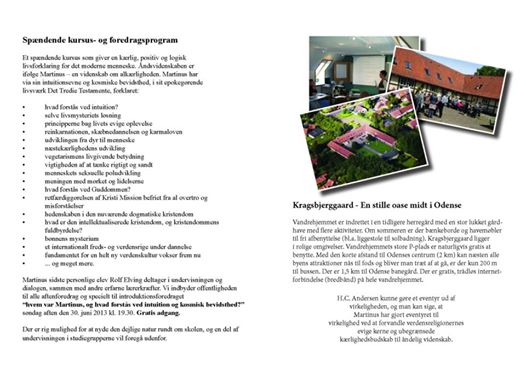 Spændende kursus- og foredragsprogram
Et spændende kursus som giver en kærlig, positiv og logisk
livsforklaring for det moderne menneske. Åndsvidenskaben er
ifølge Martinus – en videnskab om alkærligheden. Martinus har
via sin intuitionsevne og kosmiske bevidsthed, i sit epokegørende
livsværk Det Tredie Testamente, forklaret:
• hvad forstås ved intuition?
• selve livsmysteriets løsning
• principperne bag livets evige oplevelse
• reinkarnationen, skæbnedannelsen og karmaloven
• udviklingen fra dyr til menneske
• næstekærlighedens udvikling
• vegetarismens livgivende betydning
• vigtigheden af at tænke rigtigt og sandt
• menneskets seksuelle poludvikling
• meningen med mørket og lidelserne
• hvad forstås ved Guddommen?
• retfærdiggørelsen af Kristi Mission befriet fra al overtro og
misforståelser
• hedenskaben i den nuværende dogmatiske kristendom
• hvad er den intellektualiserede kristendom, og kristendommens
fuldbyrdelse?
• bønnens mysterium
• et internationalt freds- og verdensrige under dannelse
• fundamentet for en helt ny verdenskultur vokser frem nu
• ... og meget mere.
Martinus sidste personlige elev Rolf Elving deltager i undervisningen og
dialogen, sammen med andre erfarne lærerkræfter. Vi indbyder offentligheden
til alle aftenforedrag og specielt til introduktionsforedraget
"hvem var Martinus, og hvad forstås ved intuition og kosmisk bevidsthed?"
søndag aften den 30. juni 2013 kl. 19.30. Gratis adgang.
Der er rig mulighed for at nyde den dejlige natur rundt om skolen, og en del af
undervisningen i studiegrupperne vil foregå udenfor.
Kragsbjerggaard - En stille oase midt i Odense
Vandrehjemmet er indrettet i en tidligere herregård med en stor lukket gård-
have med flere aktiviteter. Om sommeren er der bænkeborde og havemøbler
til fri afbenyttelse (bl.a. liggestole til solbadning). Kragsbjerggaard ligger
i rolige omgivelser. Vandrehjemmets store P-plads er naturligvis gratis at
benytte. Med den korte afstand til Odenses centrum (2 km) kan næsten alle
byens attraktioner nås til fods og bliver man træt af at gå, er der kun 200 m
til bussen. Der er 1,5 km til Odense banegård. Der er gratis, trådløs internet-
forbindelse (bredbånd) på hele vandrehjemmet.
H.C. Andersen kunne gøre et eventyr ud af
virkeligheden, og man kan sige, at
Martinus har gjort eventyret til
virkelighed ved at forvandle verdensreligionernes
evige kerne og ubegrænsede
kærlighedsbudskab til åndelig videnskab.